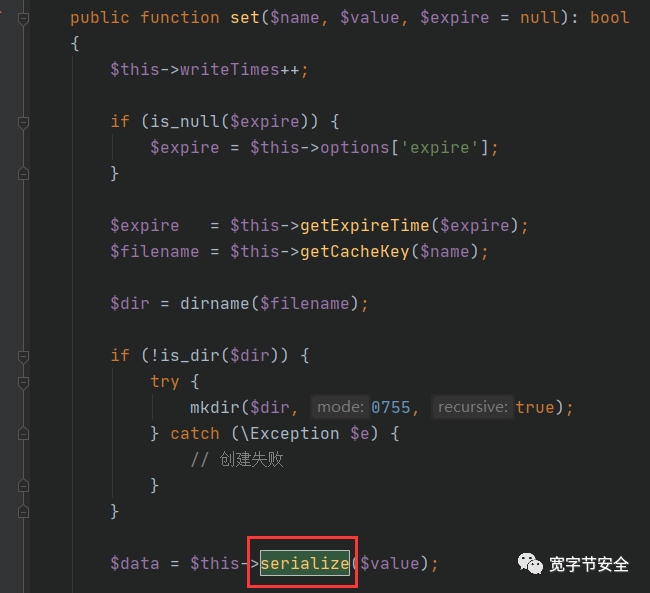 public function set($name, $value, $expire = null): bool
{
    $this->writeTimes++;
    if (is_null($expire)) {
        $expire = $this->options['expire'];
    }
    $expire   = $this->getExpireTime($expire);
    $filename = $this->getCacheKey($name);
    $dir = dirname($filename);
    if (!is_dir($dir)) {
        try {
            mkdir($dir, mode: 0755, recursive: true);
        } catch (\Exception $e) {
            // 创建失败
        }
    }
    $data = $this->serialize($value);
宽字节安全